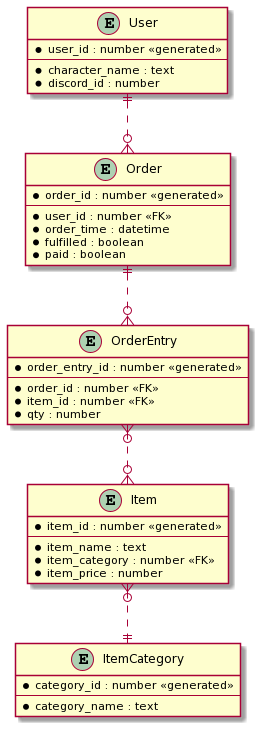 E User
● user_id : number «generated»
● character_name : text
● discord_id : number
E Order
● order_id : number «generated»
● user_id : number «FK»
● order_time : datetime
● fulfilled : boolean
● paid : boolean
E OrderEntry
● order_entry_id : number «generated»
● order_id : number «FK»
● item_id : number «FK»
● qty : number
E Item
● item_id : number «generated»
● item_name : text
● item_category : number «FK»
● item_price : number
E ItemCategory
● category_id : number «generated»
● category_name : text